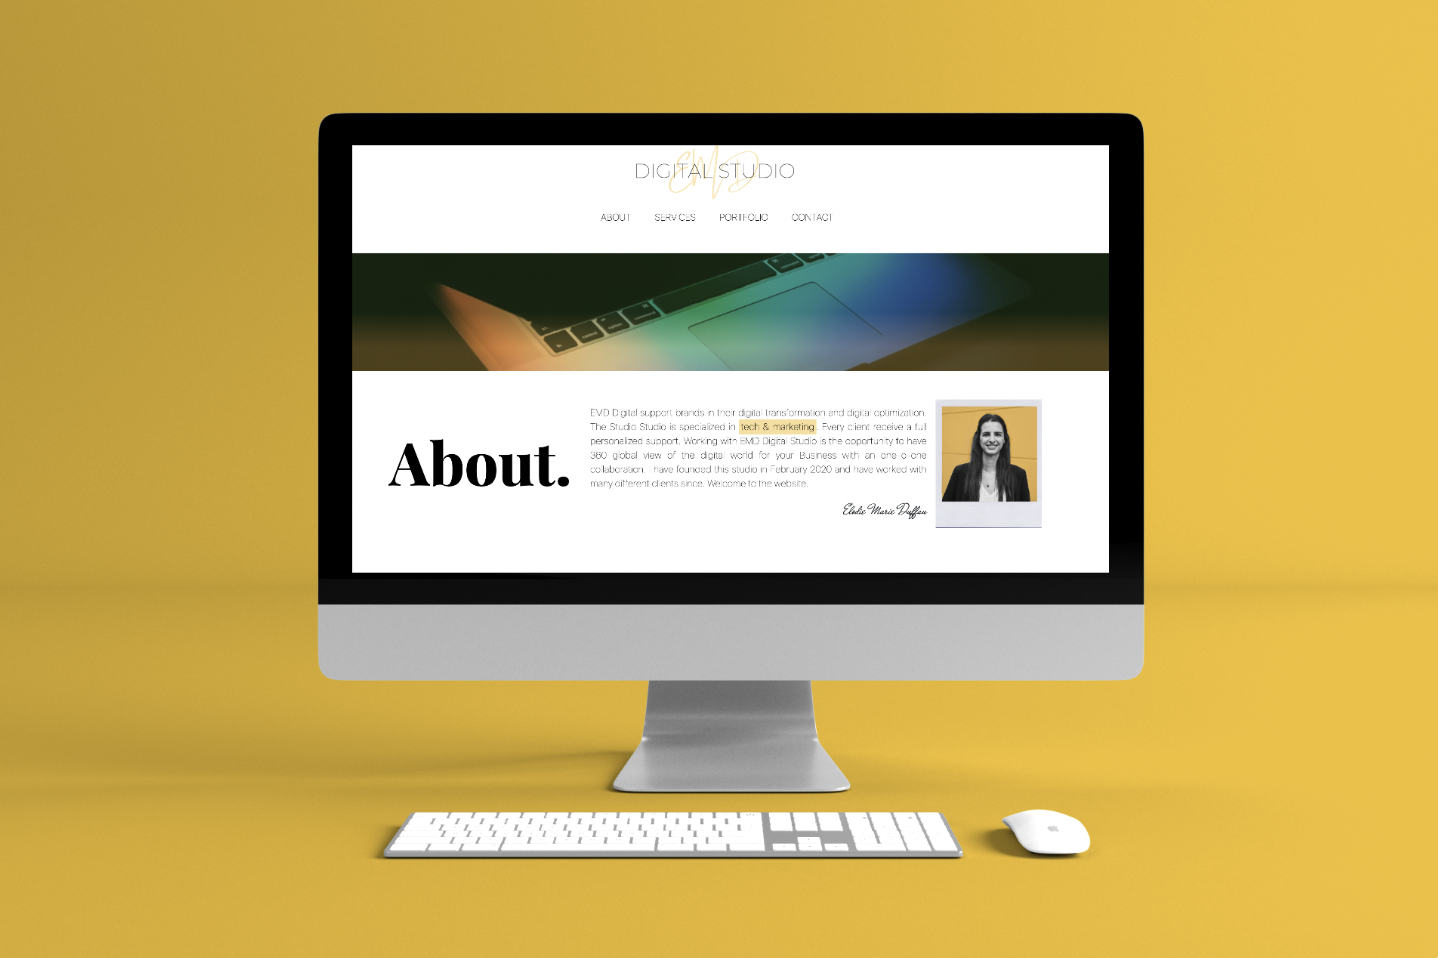 EMD
DIGITAL STUDIO
ABOUT SERVICES PORTFOLIO CONTACT
About.
EMD Digital support brands in their digital transformation and digital optimization.
The Studio Studio is specialized in tech & marketing. Every client receive a full
personalized support. Working with EMD Digital Studio is the opportunity to have
360 global view of the digital world for your Business with an one o one
collaboration. I have founded this studio in February 2020 and have worked with
many different clients since. Welcome to the website.
Elodie Marie Duffau